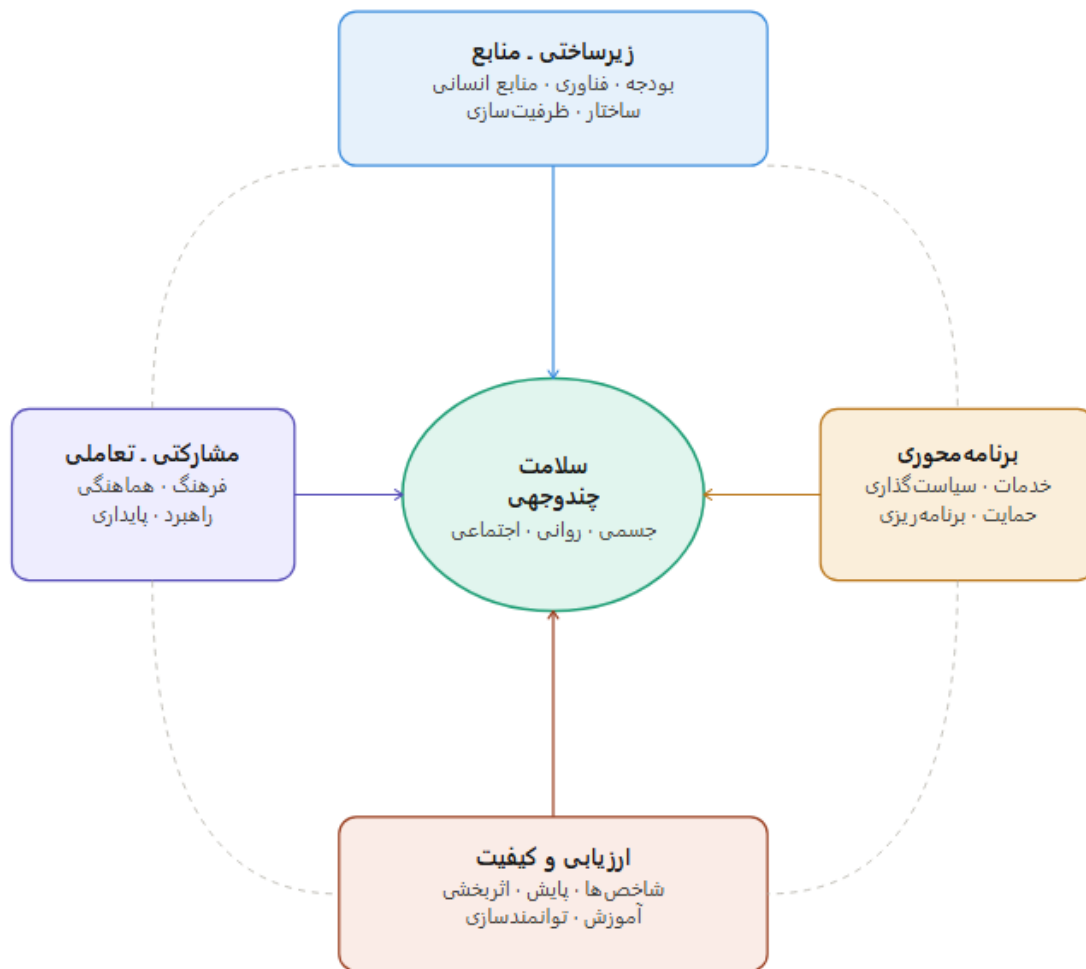 زیرساختی ـ منابع
بودجه · فناوری · منابع انسانی
ساختار · ظرفیت‌سازی
برنامه‌محوری
خدمات · سیاست‌گذاری
حمایت · برنامه‌ریزی
سلامت
چندوجهی
جسمی · روانی · اجتماعی
مشارکتی ـ تعاملی
فرهنگ · هماهنگی
راهبرد · پایداری
ارزیابی و کیفیت
شاخص‌ها · پایش · اثربخشی
آموزش · توانمندسازی